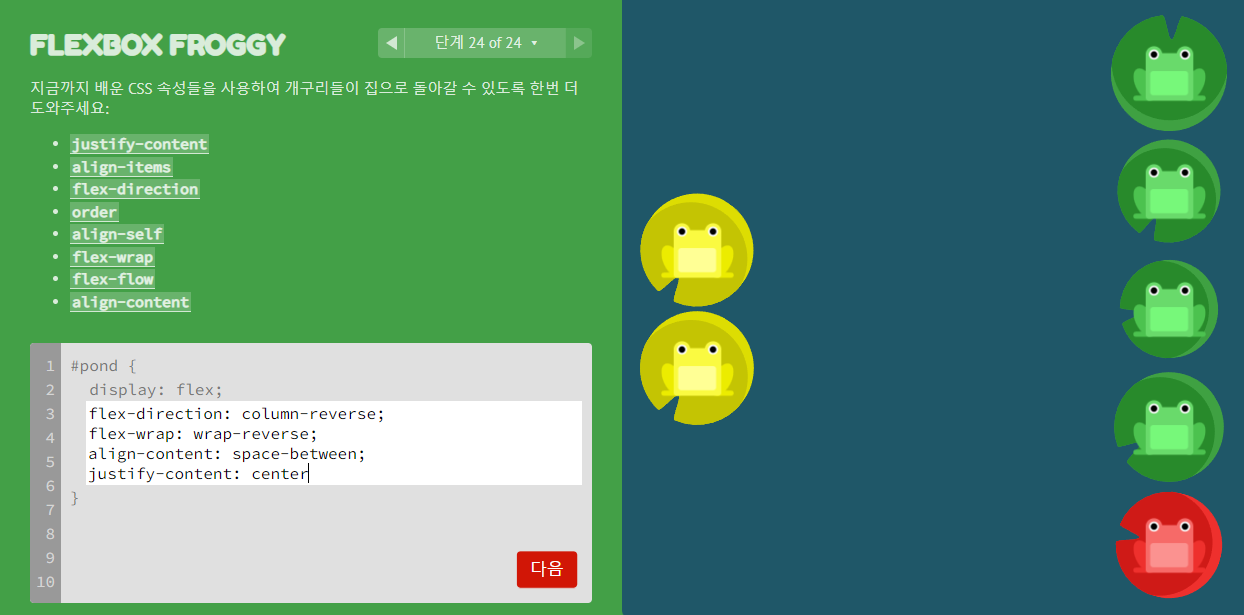 FLEXBOX FROGGY
◀ 단계 24 of 24 ▾ ▶
지금까지 배운 CSS 속성들을 사용하여 개구리들이 집으로 돌아갈 수 있도록 한번 더
도와주세요:
• justify-content
• align-items
• flex-direction
• order
• align-self
• flex-wrap
• flex-flow
• align-content
1 #pond {
2 display: flex;
3 flex-direction: column-reverse;
4 flex-wrap: wrap-reverse;
5 align-content: space-between;
6 justify-content: center
7 }
8
9
10
다음